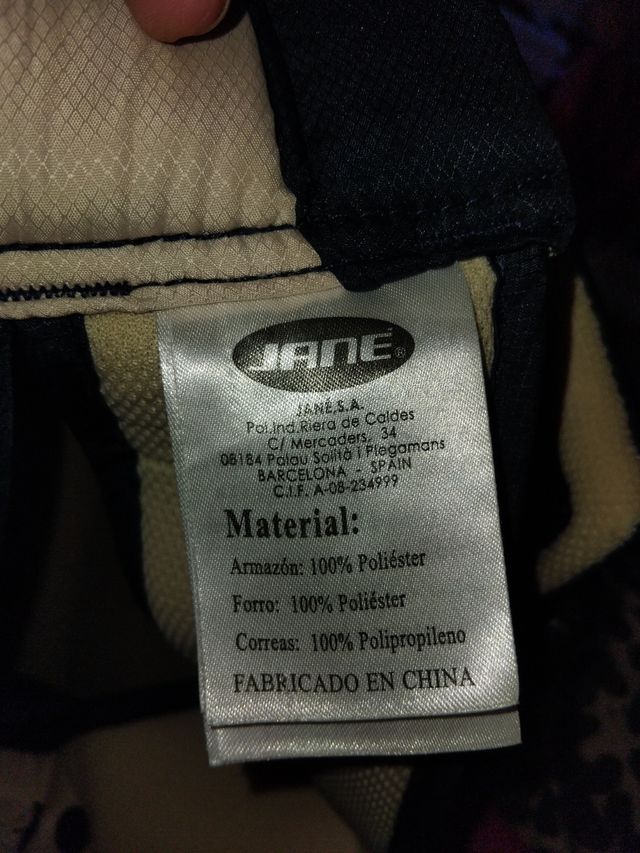 JANÉ®
JANÉ,S.A.
Pol.Ind.Riera de Caldes
C/ Mercaders, 34
08184 Palau Solità i Plegamans
BARCELONA - SPAIN
C.I.F. A-08-234999
Material:
Armazón: 100% Poliéster
Forro: 100% Poliéster
Correas: 100% Polipropileno
FABRICADO EN CHINA